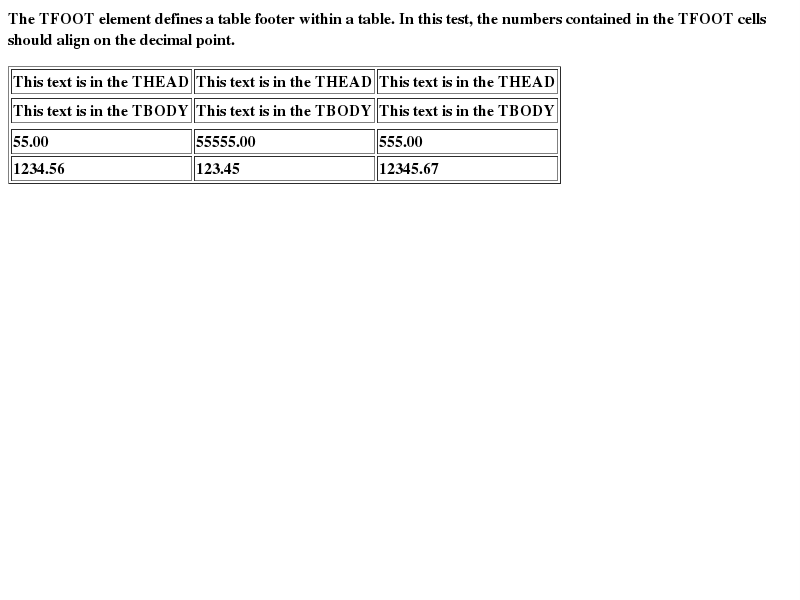 The TFOOT element defines a table footer within a table. In this test, the numbers contained in the TFOOT cells
should align on the decimal point.
This text is in the THEAD This text is in the THEAD This text is in the THEAD
This text is in the TBODY This text is in the TBODY This text is in the TBODY
55.00 55555.00 555.00
1234.56 123.45 12345.67